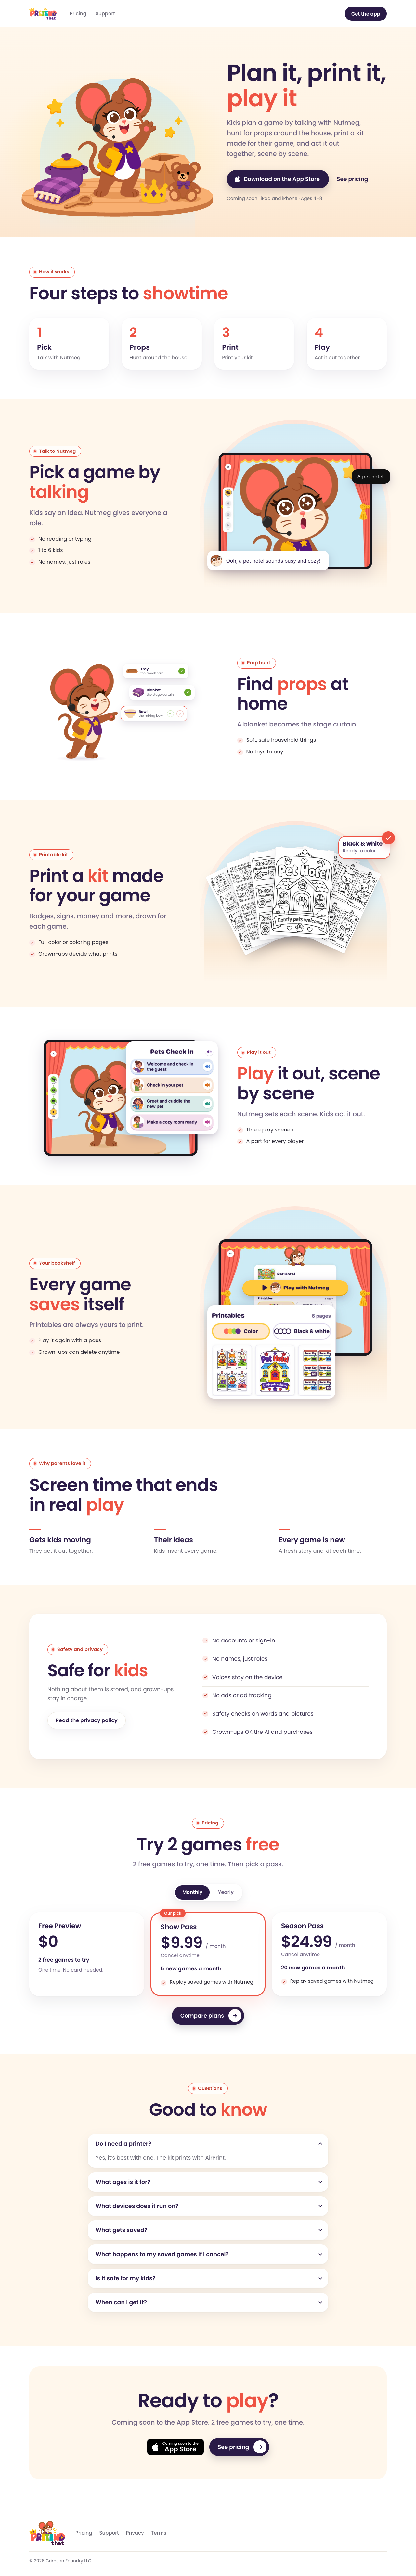 PRETEND
that
Pricing
Support
Get the app
Plan it, print it,
play it
Kids plan a game by talking with Nutmeg,
hunt for props around the house, print a kit
made for their game, and act it out
together, scene by scene.
Download on the App Store
See pricing
Coming soon · iPad and iPhone · Ages 4–8
How it works
Four steps to showtime
1
Pick
Talk with Nutmeg.
2
Props
Hunt around the house.
3
Print
Print your kit.
4
Play
Act it out together.
Talk to Nutmeg
Pick a game by
talking
Kids say an idea. Nutmeg gives everyone a
role.
No reading or typing
1 to 6 kids
No names, just roles
A pet hotel!
Ooh, a pet hotel sounds busy and cozy!
Tray
Blanket
the stage curtain
Bowl
Prop hunt
Find props at
home
A blanket becomes the stage curtain.
Soft, safe household things
No toys to buy
Printable kit
Print a kit made
for your game
Badges, signs, money and more, drawn for
each game.
Full color or coloring pages
Grown-ups decide what prints
Black & white
Ready to color
Pet Hotel
Comfy pets welcome!
Pets Check In
Welcome and check in
the guest
Check in your pet
Greet and cuddle the
new pet
Make a cozy room ready
Play it out
Play it out, scene
by scene
Nutmeg sets each scene. Kids act it out.
Three play scenes
A part for every player
Your bookshelf
Every game
saves itself
Printables are always yours to print.
Play it again with a pass
Grown-ups can delete anytime
Pet Hotel
Play with Nutmeg
Printables
6 pages
Color
Black & white
Pet Hotel
Why parents love it
Screen time that ends
in real play
Gets kids moving
They act it out together.
Their ideas
Kids invent every game.
Every game is new
A fresh story and kit each time.
Safety and privacy
Safe for kids
Nothing about them is stored, and grown-ups
stay in charge.
Read the privacy policy
No accounts or sign-in
No names, just roles
Voices stay on the device
No ads or ad tracking
Safety checks on words and pictures
Grown-ups OK the AI and purchases
Pricing
Try 2 games free
2 free games to try, one time. Then pick a pass.
Monthly
Yearly
Free Preview
$0
2 free games to try
One time. No card needed.
Our pick
Show Pass
$9.99 / month
Cancel anytime
5 new games a month
Replay saved games with Nutmeg
Season Pass
$24.99 / month
Cancel anytime
20 new games a month
Replay saved games with Nutmeg
Compare plans
Questions
Good to know
Do I need a printer?
Yes, it's best with one. The kit prints with AirPrint.
What ages is it for?
What devices does it run on?
What gets saved?
What happens to my saved games if I cancel?
Is it safe for my kids?
When can I get it?
Ready to play?
Coming soon to the App Store. 2 free games to try, one time.
Coming soon to the
App Store
See pricing
PRETEND
that
Pricing
Support
Privacy
Terms
© 2026 Crimson Foundry LLC